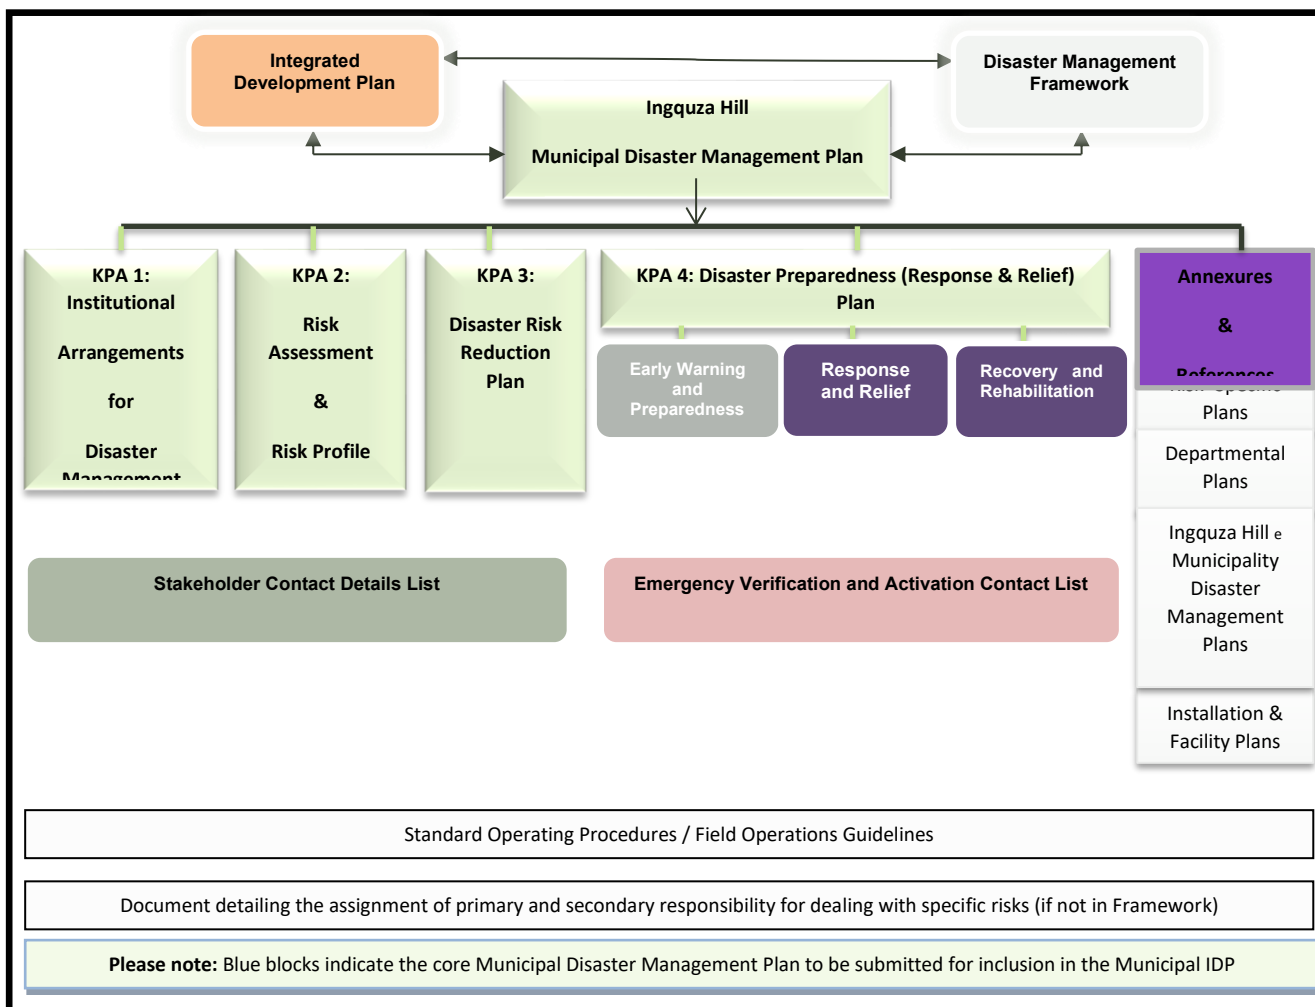 Integrated
Development Plan
Disaster Management
Framework
Ingquza Hill
Municipal Disaster Management Plan
KPA 1:
Institutional
Arrangements
for
Disaster
Management
KPA 2:
Risk
Assessment
&
Risk Profile
KPA 3:
Disaster Risk
Reduction
Plan
KPA 4: Disaster Preparedness (Response & Relief)
Plan
Early Warning
and
Preparedness
Response
and Relief
Recovery and
Rehabilitation
Annexures
&
References
Risk Specific
Plans
Departmental
Plans
Ingquza Hill e
Municipality
Disaster
Management
Plans
Installation &
Facility Plans
Stakeholder Contact Details List
Emergency Verification and Activation Contact List
Standard Operating Procedures / Field Operations Guidelines
Document detailing the assignment of primary and secondary responsibility for dealing with specific risks (if not in Framework)
Please note: Blue blocks indicate the core Municipal Disaster Management Plan to be submitted for inclusion in the Municipal IDP